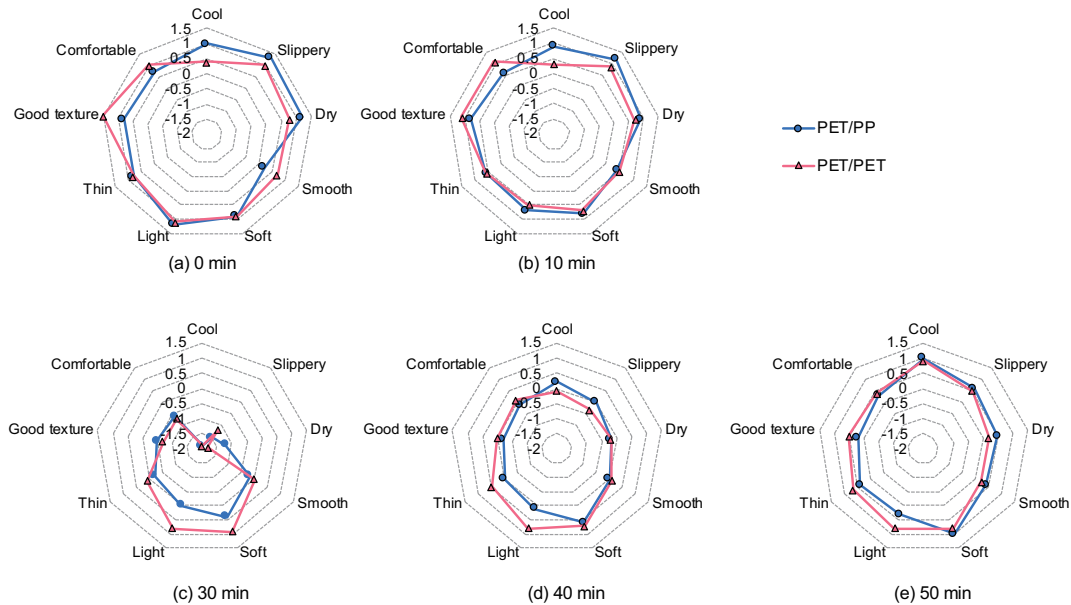 Cool
1.5
1
0.5
0
-0.5
-1
-1.5
-2
Comfortable
Slippery
Good texture
Dry
Thin
Smooth
Light
Soft
(a) 0 min
Cool
1.5
1
0.5
0
-0.5
-1
-1.5
-2
Comfortable
Slippery
Good texture
Dry
Thin
Smooth
Light
Soft
(b) 10 min
PET/PP
PET/PET
Cool
1.5
1
0.5
0
-0.5
-1
-1.5
-2
Comfortable
Slippery
Good texture
Dry
Thin
Smooth
Light
Soft
(c) 30 min
Cool
1.5
1
0.5
0
-0.5
-1
-1.5
-2
Comfortable
Slippery
Good texture
Dry
Thin
Smooth
Light
Soft
(d) 40 min
Cool
1.5
1
0.5
0
-0.5
-1
-1.5
-2
Comfortable
Slippery
Good texture
Dry
Thin
Smooth
Light
Soft
(e) 50 min